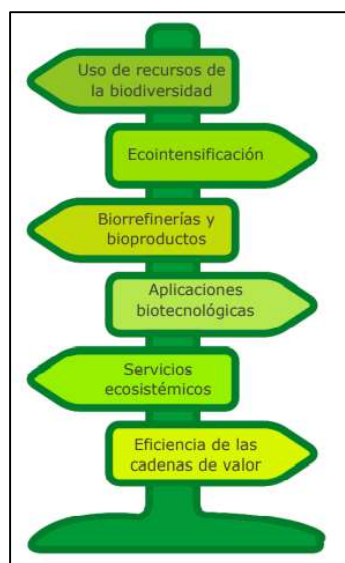 Uso de recursos de
la biodiversidad
Ecointensificación
Biorrefinerías y
bioproductos
Aplicaciones
biotecnológicas
Servicios
ecosistémicos
Eficiencia de las
cadenas de valor